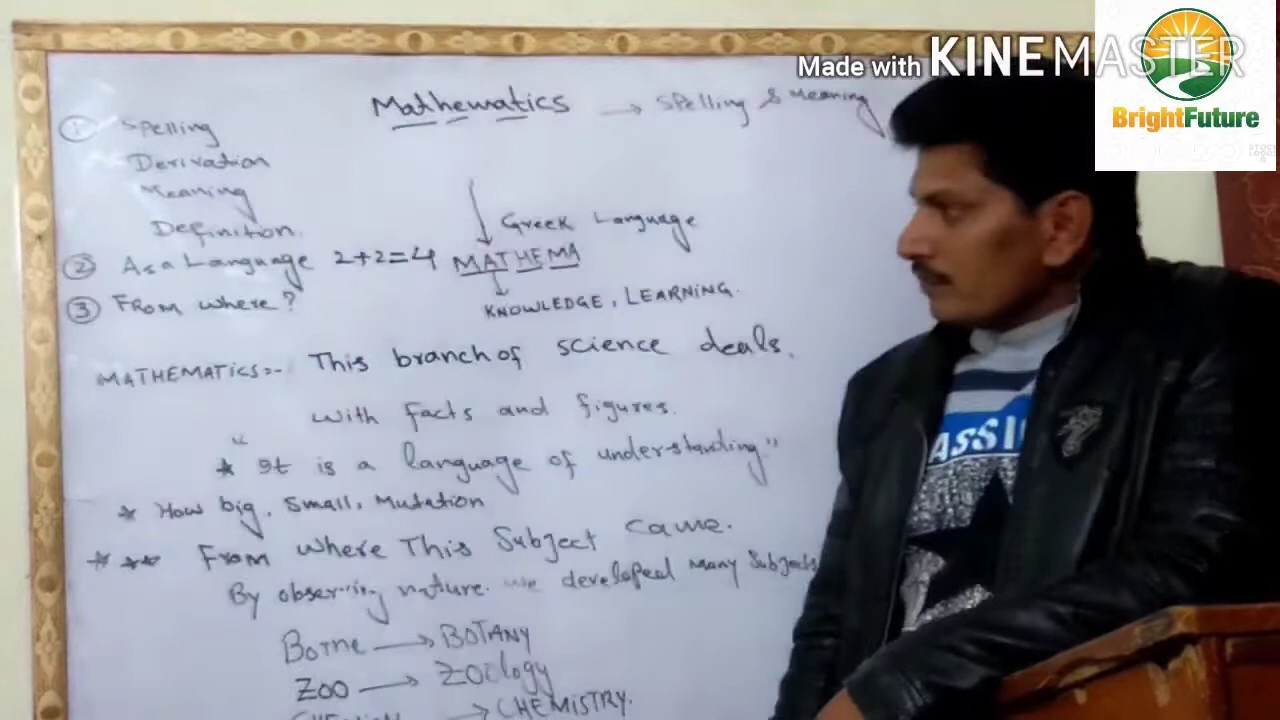 Made with KINEMASTER
BrightFuture
Mathematics → Spelling & Meaning
① Spelling
Derivation
Meaning
Definition.
Greek Language
② As a Language 2+2=4 MATHEMA
③ From where?
KNOWLEDGE, LEARNING.
MATHEMATICS:- This branch of science deals.
with facts and figures.
"
* It is a language of understanding"
* How big, small, Mutation
* ** From where This Subject came.
By observing nature. we developed many subjects
Botne → BOTANY
Zoo → Zoology
→ CHEMISTRY.
ASSI